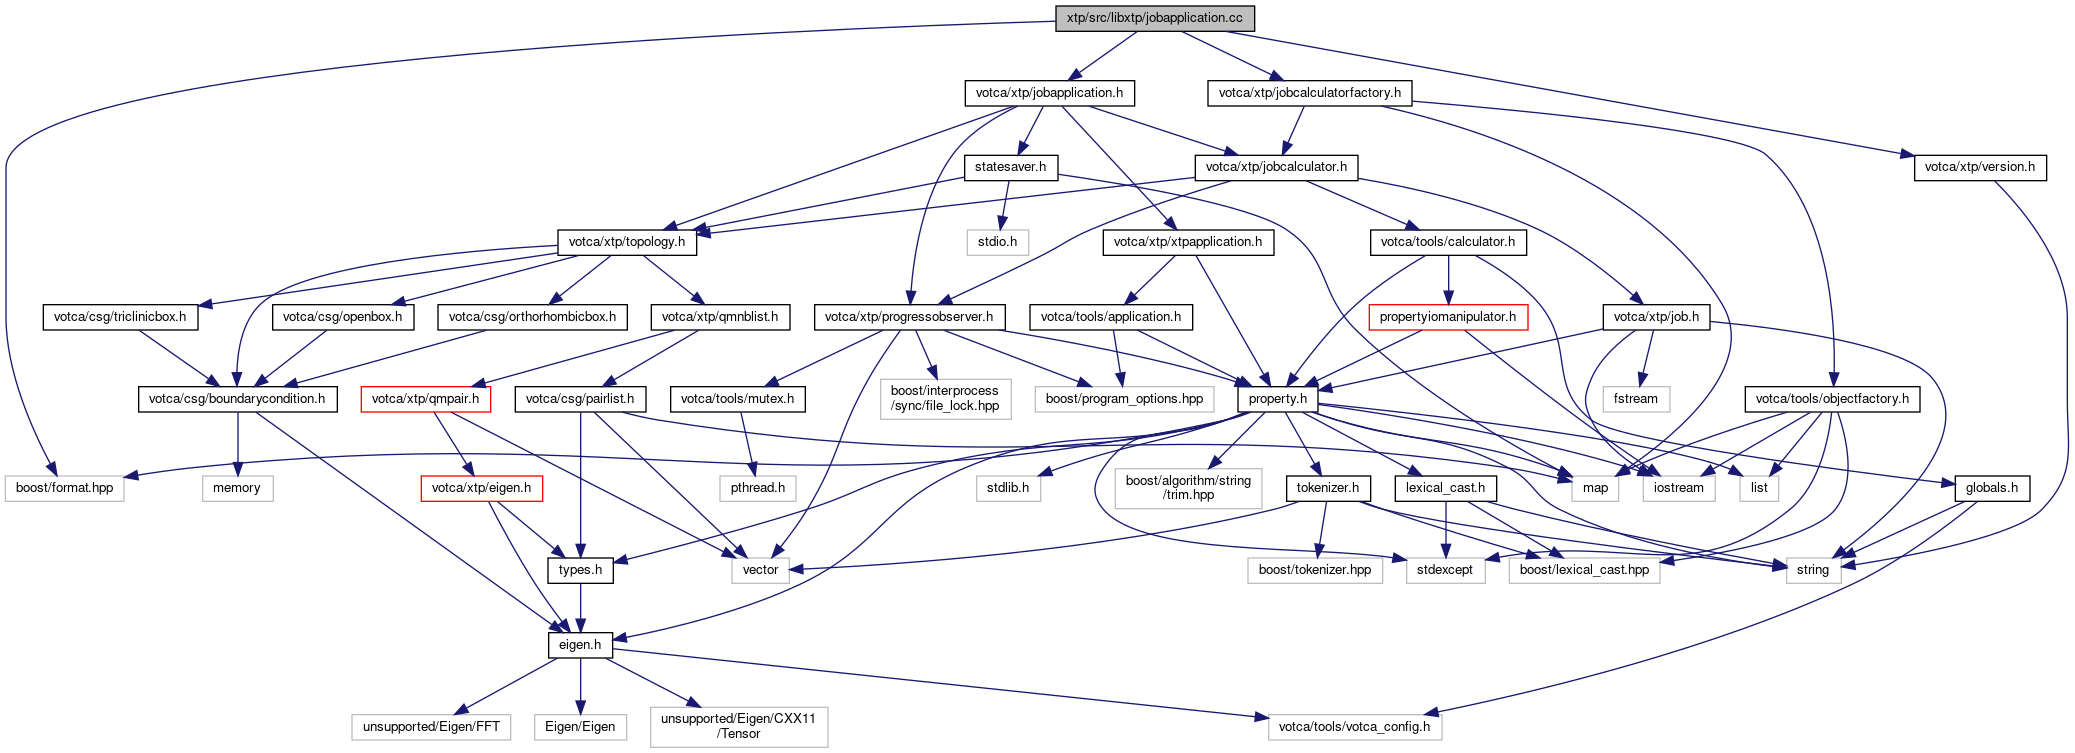 xtp/src/libxtp/jobapplication.cc
votca/xtp/jobapplication.h
votca/xtp/jobcalculatorfactory.h
statesaver.h
votca/xtp/jobcalculator.h
votca/xtp/version.h
votca/xtp/topology.h
stdio.h
votca/xtp/xtpapplication.h
votca/tools/calculator.h
votca/csg/triclinicbox.h
votca/csg/openbox.h
votca/csg/orthorhombicbox.h
votca/xtp/qmnblist.h
votca/xtp/progressobserver.h
votca/tools/application.h
propertyiomanipulator.h
votca/xtp/job.h
votca/csg/boundarycondition.h
votca/xtp/qmpair.h
votca/csg/pairlist.h
votca/tools/mutex.h
boost/interprocess
/sync/file_lock.hpp
boost/program_options.hpp
property.h
fstream
votca/tools/objectfactory.h
boost/format.hpp
memory
votca/xtp/eigen.h
pthread.h
stdlib.h
boost/algorithm/string
/trim.hpp
tokenizer.h
lexical_cast.h
map
iostream
list
globals.h
types.h
vector
boost/tokenizer.hpp
stdexcept
boost/lexical_cast.hpp
string
eigen.h
unsupported/Eigen/FFT
Eigen/Eigen
unsupported/Eigen/CXX11
/Tensor
votca/tools/votca_config.h